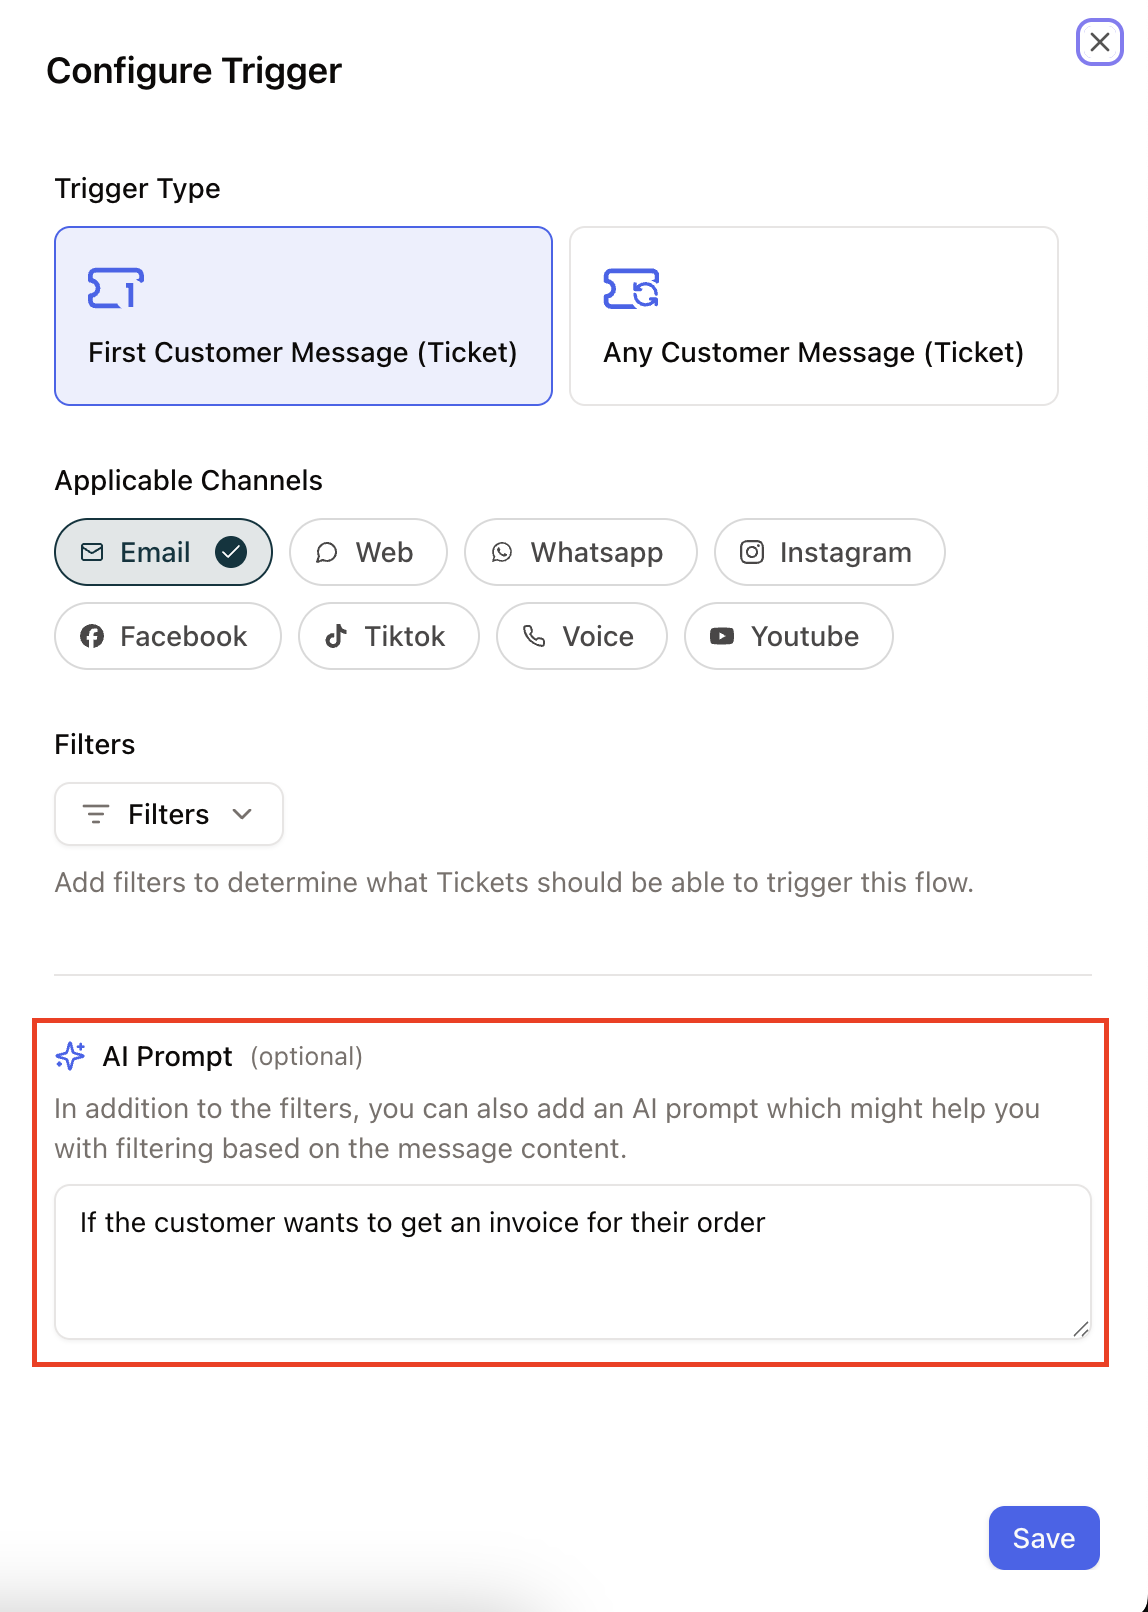 Configure Trigger
Trigger Type
First Customer Message (Ticket)
Any Customer Message (Ticket)
Applicable Channels
Email
Web
Whatsapp
Instagram
Facebook
Tiktok
Voice
Youtube
Filters
Filters
Add filters to determine what Tickets should be able to trigger this flow.
AI Prompt (optional)
In addition to the filters, you can also add an AI prompt which might help you
with filtering based on the message content.
If the customer wants to get an invoice for their order
Save